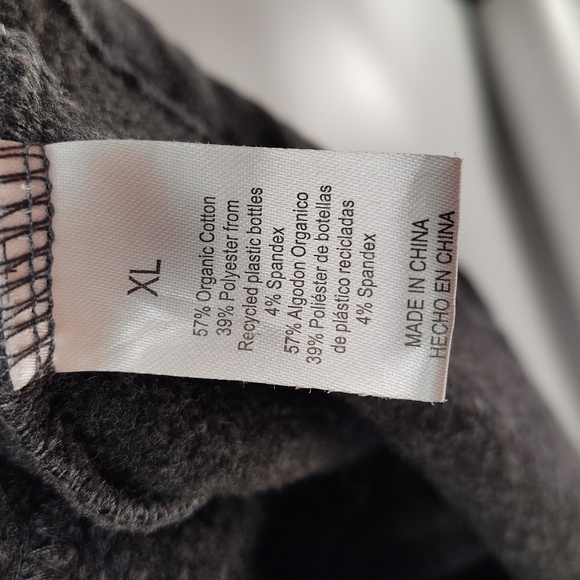 XL
57% Organic Cotton
39% Polyester from
Recycled plastic bottles
4% Spandex
57% Algodon Organico
39% Poliéster de botellas
de plástico recicladas
4% Spandex
MADE IN CHINA
HECHO EN CHINA